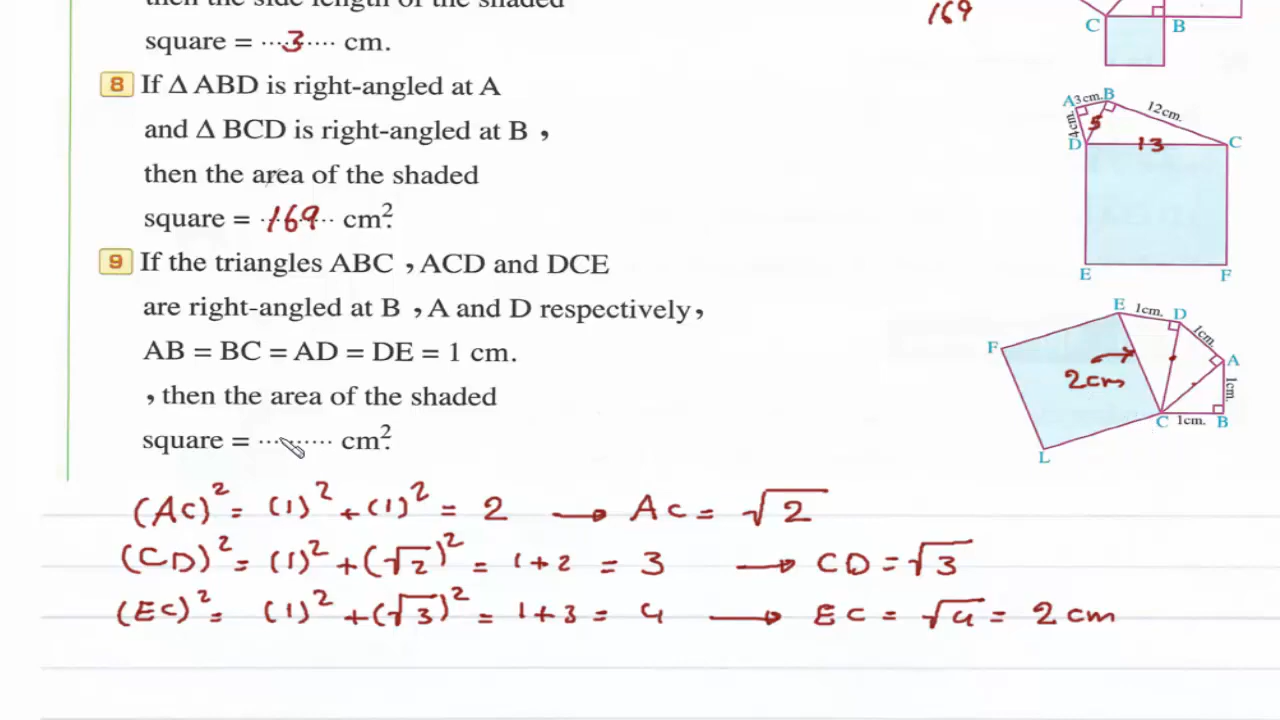 then the side length of the shaded
square = ....3..... cm.
169
C B
8 If Δ ABD is right-angled at A
and Δ BCD is right-angled at B ,
then the area of the shaded
square = ..169.. cm²
A 3cm. B 12cm.
4cm. 5
D 13 C
E F
9 If the triangles ABC , ACD and DCE
are right-angled at B , A and D respectively,
AB = BC = AD = DE = 1 cm.
, then the area of the shaded
square = .......... cm²
E 1cm. D 1cm.
F A
2cm 1cm.
C 1cm. B
L
(AC)² = (1)² + (1)² = 2 → AC = √2
(CD)² = (1)² + (√2)² = 1 + 2 = 3 → CD = √3
(EC)² = (1)² + (√3)² = 1 + 3 = 4 → EC = √4 = 2 cm